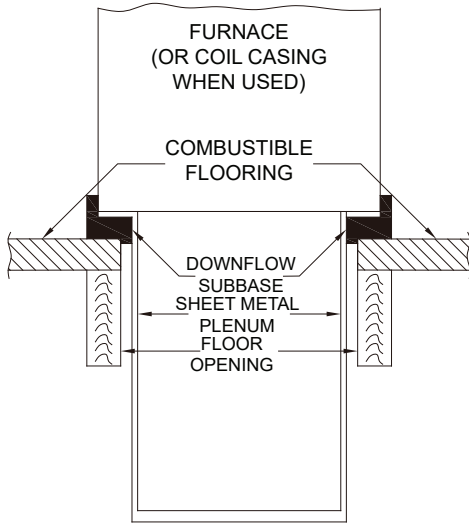 FURNACE
(OR COIL CASING
WHEN USED)
COMBUSTIBLE
FLOORING
DOWNFLOW
SUBBASE
SHEET METAL
PLENUM
FLOOR
OPENING